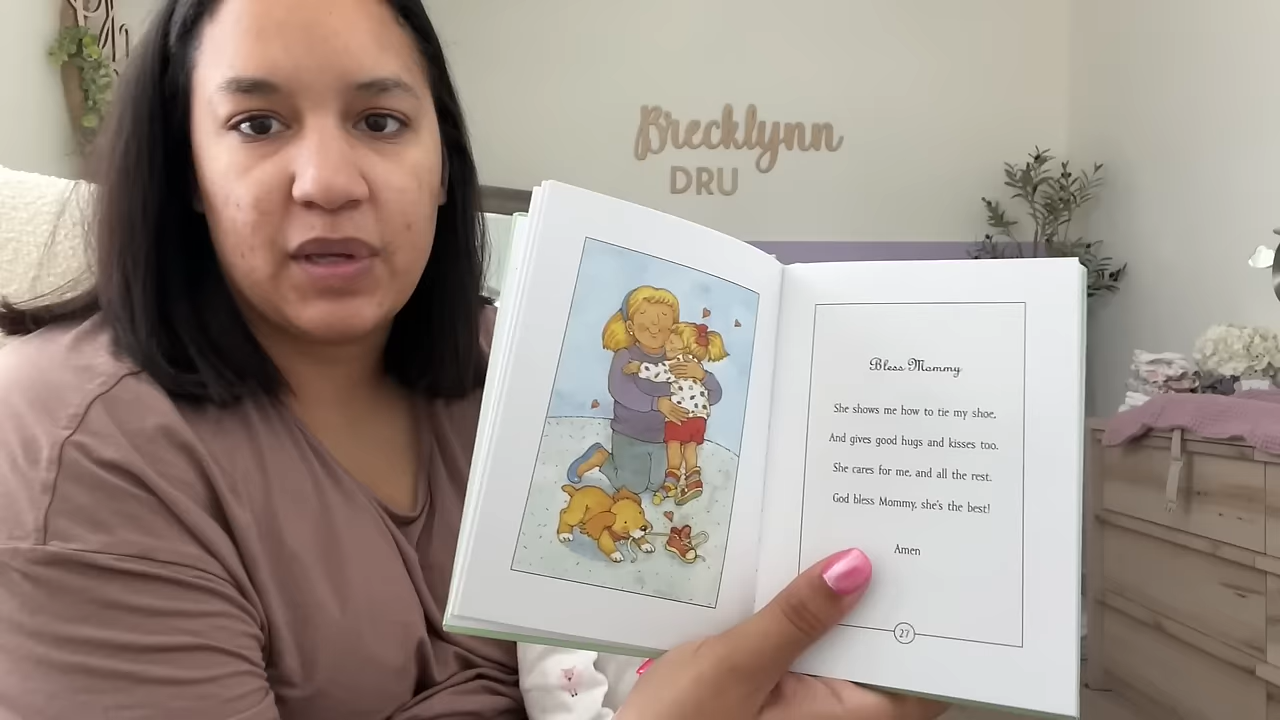 Brecklynn
DRU
Bless Mommy
She shows me how to tie my shoe,
And gives good hugs and kisses too.
She cares for me, and all the rest.
God bless Mommy, she's the best!
Amen
27